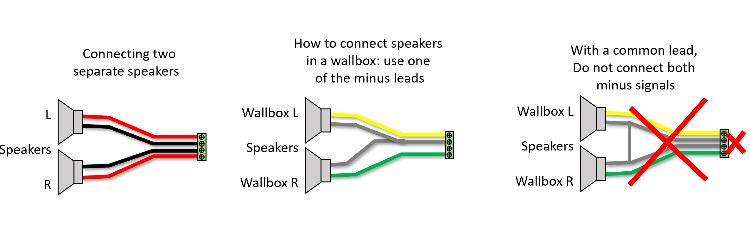 Connecting two
separate speakers
L
Speakers
R
How to connect speakers
in a wallbox: use one
of the minus leads
Wallbox L
Speakers
Wallbox R
With a common lead,
Do not connect both
minus signals
Wallbox L
Speakers
Wallbox R